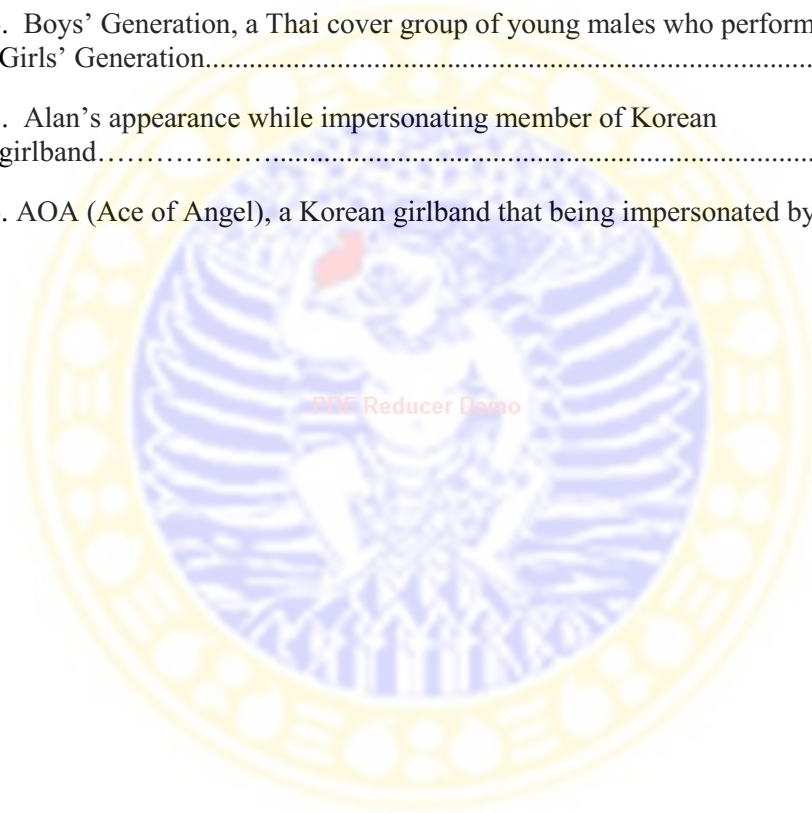 . Boys’ Generation, a Thai cover group of young males who perform
Girls’ Generation...............................................................................
. Alan’s appearance while impersonating member of Korean
girlband……………….......................................................................
. AOA (Ace of Angel), a Korean girlband that being impersonated by
PDF Reducer Demo